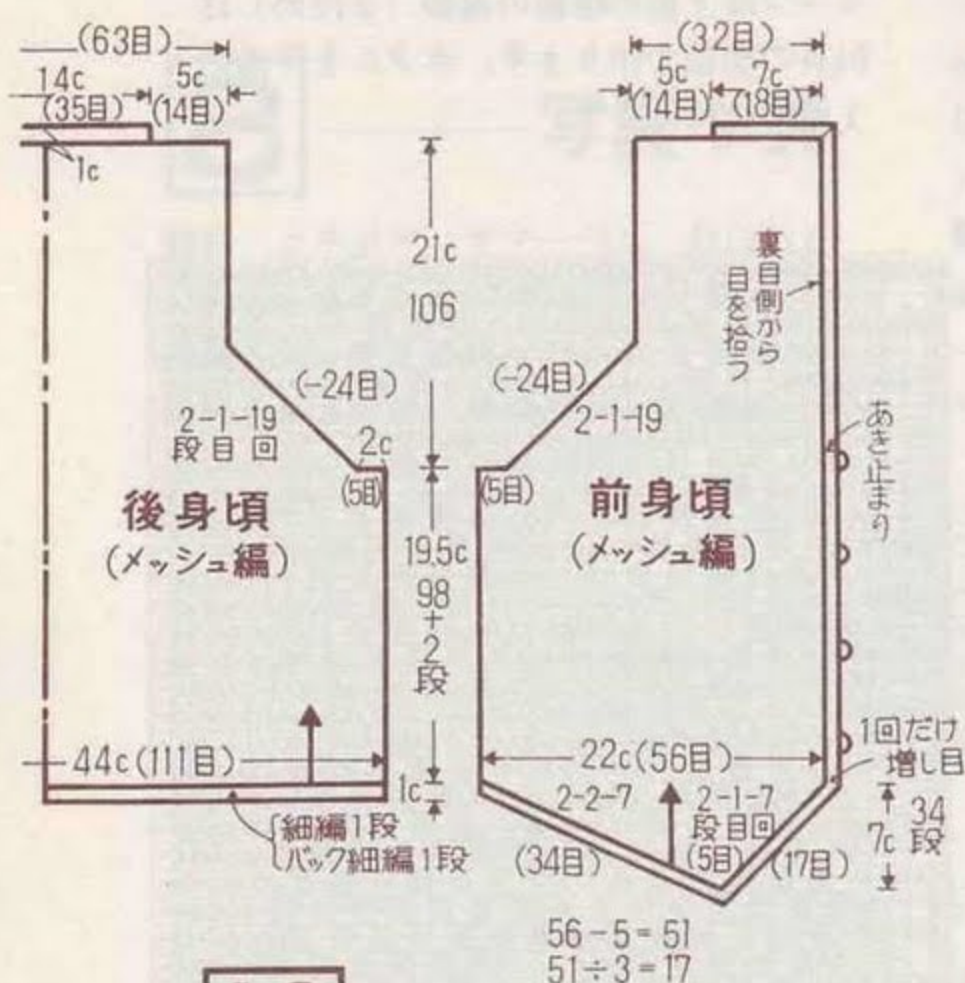 (63目)
14c
(35目)
5c
(14目)
1c
(32目)
5c
(14目)
7c
(18目)
21c
106
裏目側から
目を拾う
あき止まり
(-24目)
2-1-19
段目回
2c
(5目)
後身頃
(メッシュ編)
(-24目)
2-1-19
(5目)
前身頃
(メッシュ編)
19.5c
98
+
2
段
44c(111目)
1c
細編1段
バック細編1段
22c(56目)
2-2-7
(34目)
2-1-7
段目回
(5目)
(17目)
1回だけ
増し目
7c
34
段
56-5=51
51÷3=17